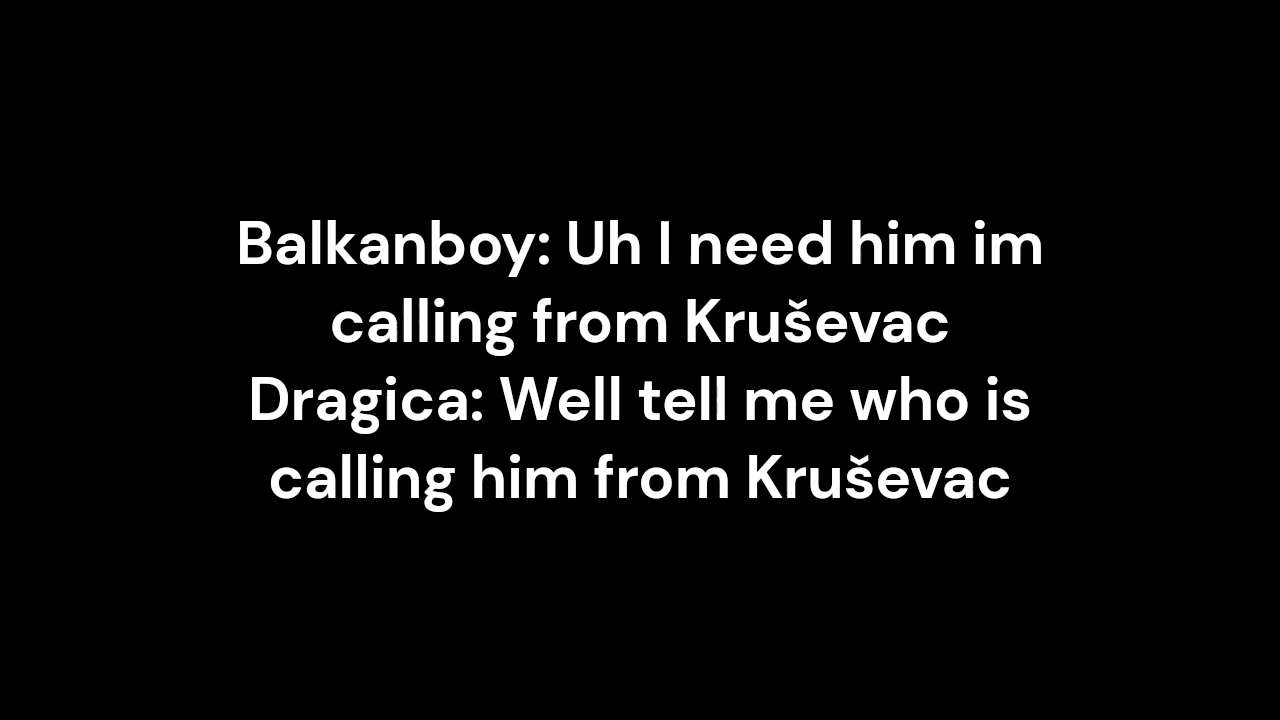 Balkanboy: Uh I need him im
calling from Kruševac
Dragica: Well tell me who is
calling him from Kruševac